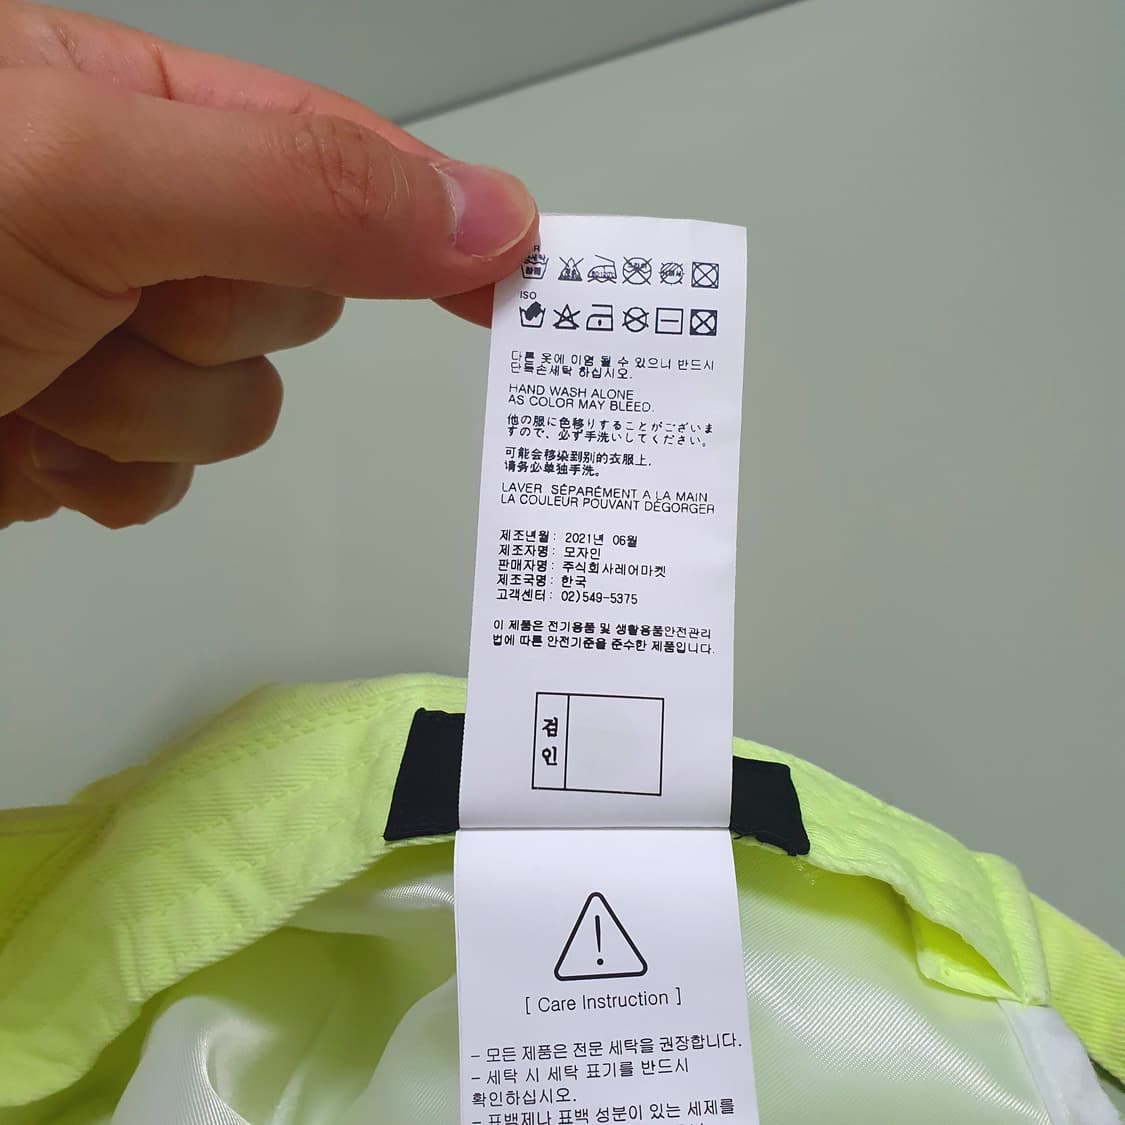 ISO
다른 옷에 이염 될 수 있으니 반드시
단독손세탁 하십시오.
HAND WASH ALONE
AS COLOR MAY BLEED.
他の服に色移りすることがございま
すので、必ず手洗いしてください。
可能会移染到别的衣服上,
请务必单独手洗。
LAVER SÉPARÉMENT A LA MAIN
LA COULEUR POUVANT DÉGORGER
제조년월: 2021년 06월
제조자명: 모자인
판매자명: 주식회사레어마켓
제조국명: 한국
고객센터: 02)549-5375
이 제품은 전기용품 및 생활용품안전관리
법에 따른 안전기준을 준수한 제품입니다.
검
인
[ Care Instruction ]
- 모든 제품은 전문 세탁을 권장합니다.
- 세탁 시 세탁 표기를 반드시
확인하십시오.
- 표백제나 표백 성분이 있는 세제를